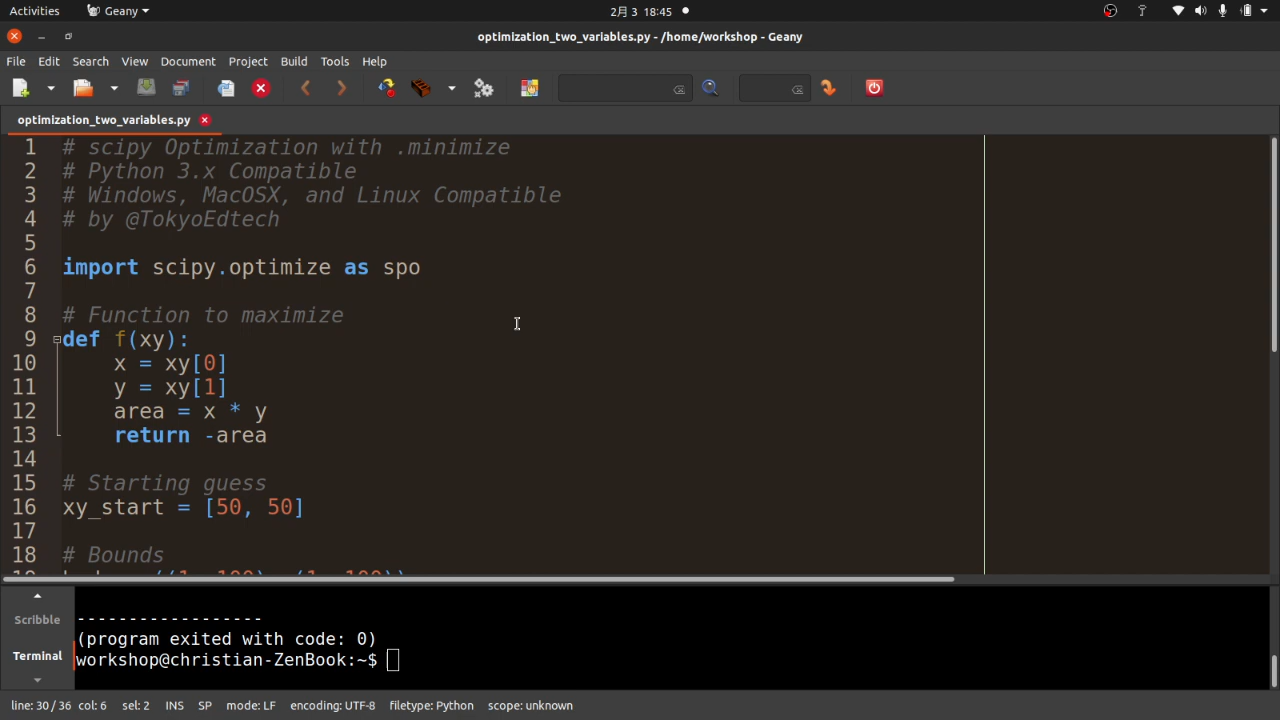 Activities Geany 2月 3 18:45
optimization_two_variables.py - /home/workshop - Geany
File Edit Search View Document Project Build Tools Help
optimization_two_variables.py
1 # scipy Optimization with .minimize
2 # Python 3.x Compatible
3 # Windows, MacOSX, and Linux Compatible
4 # by @TokyoEdtech
5
6 import scipy.optimize as spo
7
8 # Function to maximize
9 def f(xy):
10 x = xy[0]
11 y = xy[1]
12 area = x * y
13 return -area
14
15 # Starting guess
16 xy_start = [50, 50]
17
18 # Bounds
Scribble
Terminal
------------------
(program exited with code: 0)
workshop@christian-ZenBook:~$
line: 30 / 36 col: 6 sel: 2 INS SP mode: LF encoding: UTF-8 filetype: Python scope: unknown